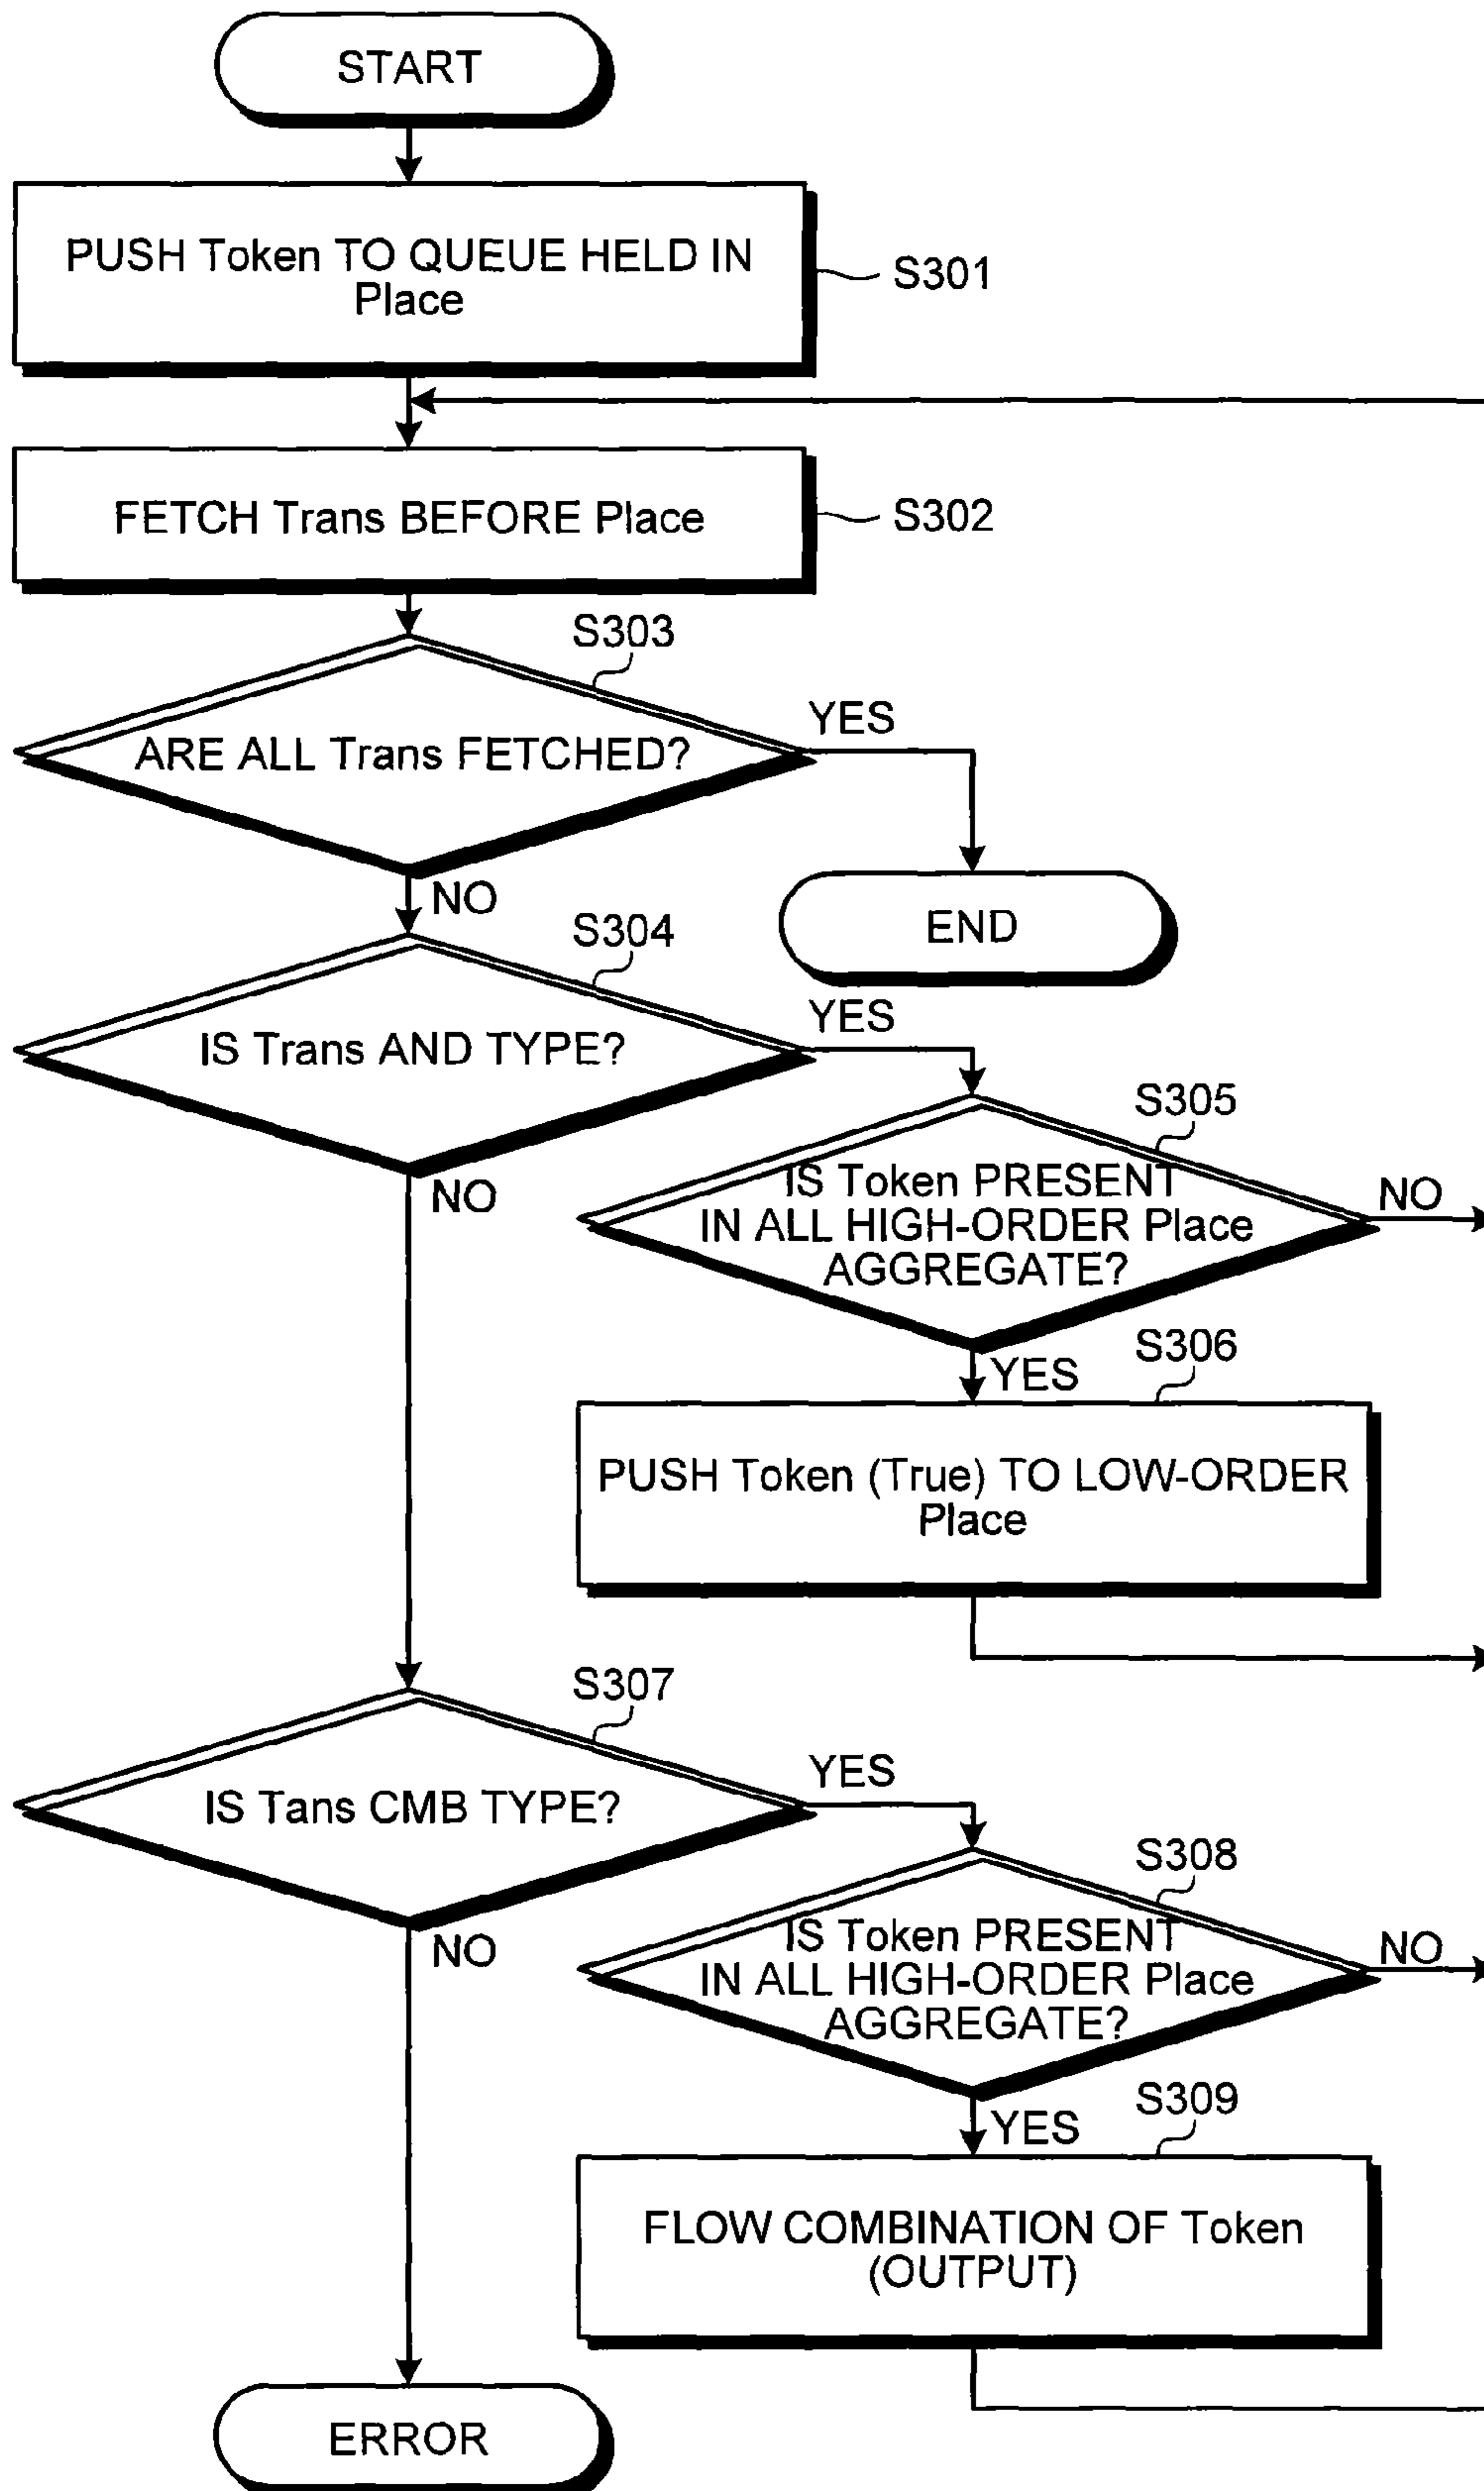 START
PUSH Token TO QUEUE HELD IN
Place
S301
FETCH Trans BEFORE Place
S302
S303
ARE ALL Trans FETCHED?
YES
NO
END
S304
IS Trans AND TYPE?
YES
NO
S305
IS Token PRESENT
IN ALL HIGH-ORDER Place
AGGREGATE?
NO
YES
S306
PUSH Token (True) TO LOW-ORDER
Place
S307
IS Tans CMB TYPE?
YES
NO
S308
IS Token PRESENT
IN ALL HIGH-ORDER Place
AGGREGATE?
NO
YES
S309
FLOW COMBINATION OF Token
(OUTPUT)
ERROR